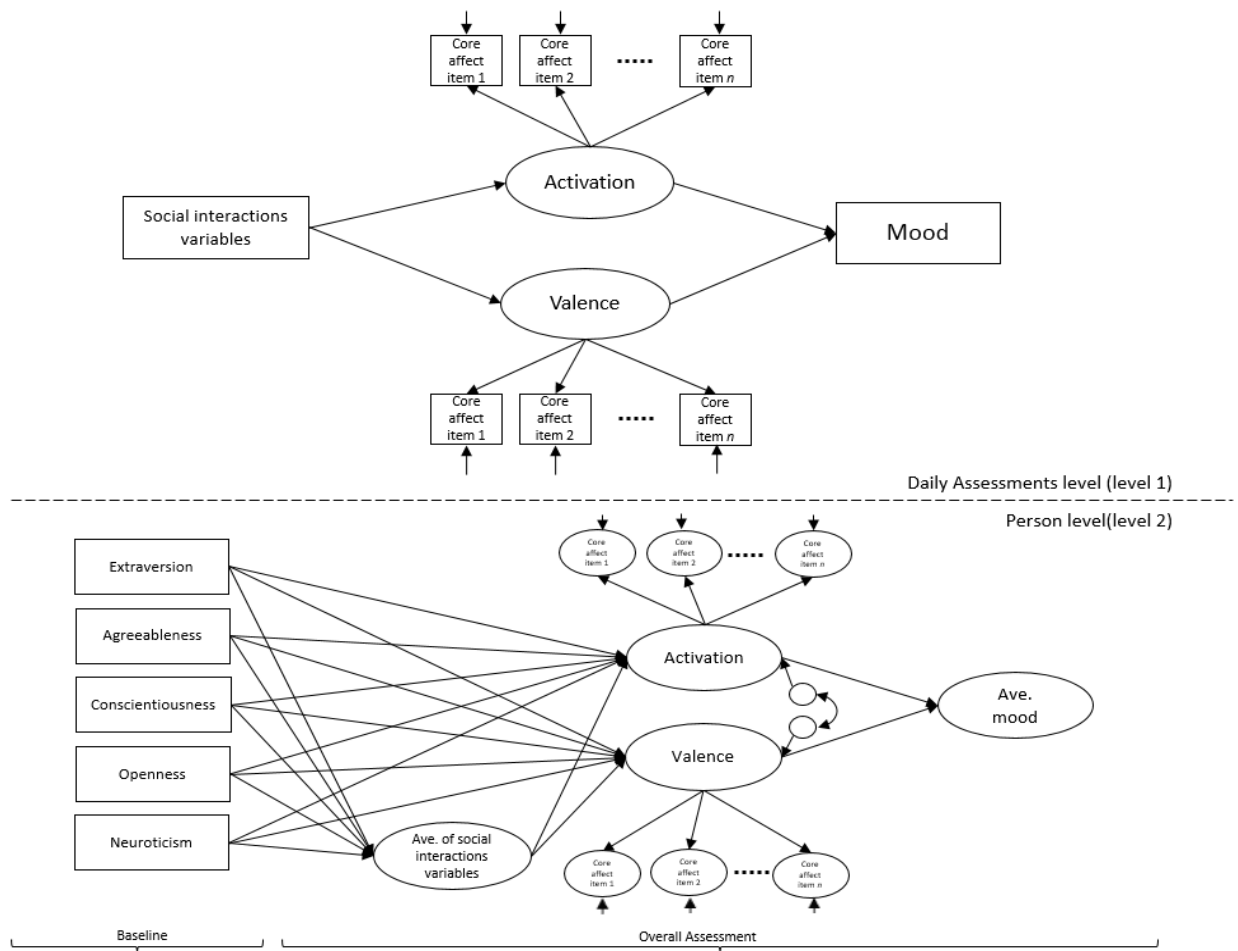 Core
affect
item 1
Core
affect
item 2
Core
affect
item n
Activation
Social interactions
variables
Mood
Valence
Core
affect
item 1
Core
affect
item 2
Core
affect
item n
Daily Assessments level (level 1)
Person level(level 2)
Core
affect
item 1
Core
affect
item 2
Core
affect
item n
Extraversion
Agreeableness
Conscientiousness
Openness
Neuroticism
Activation
Valence
Ave.
mood
Ave. of social
interactions
variables
Core
affect
item 1
Core
affect
item 2
Core
affect
item n
Baseline
Overall Assessment